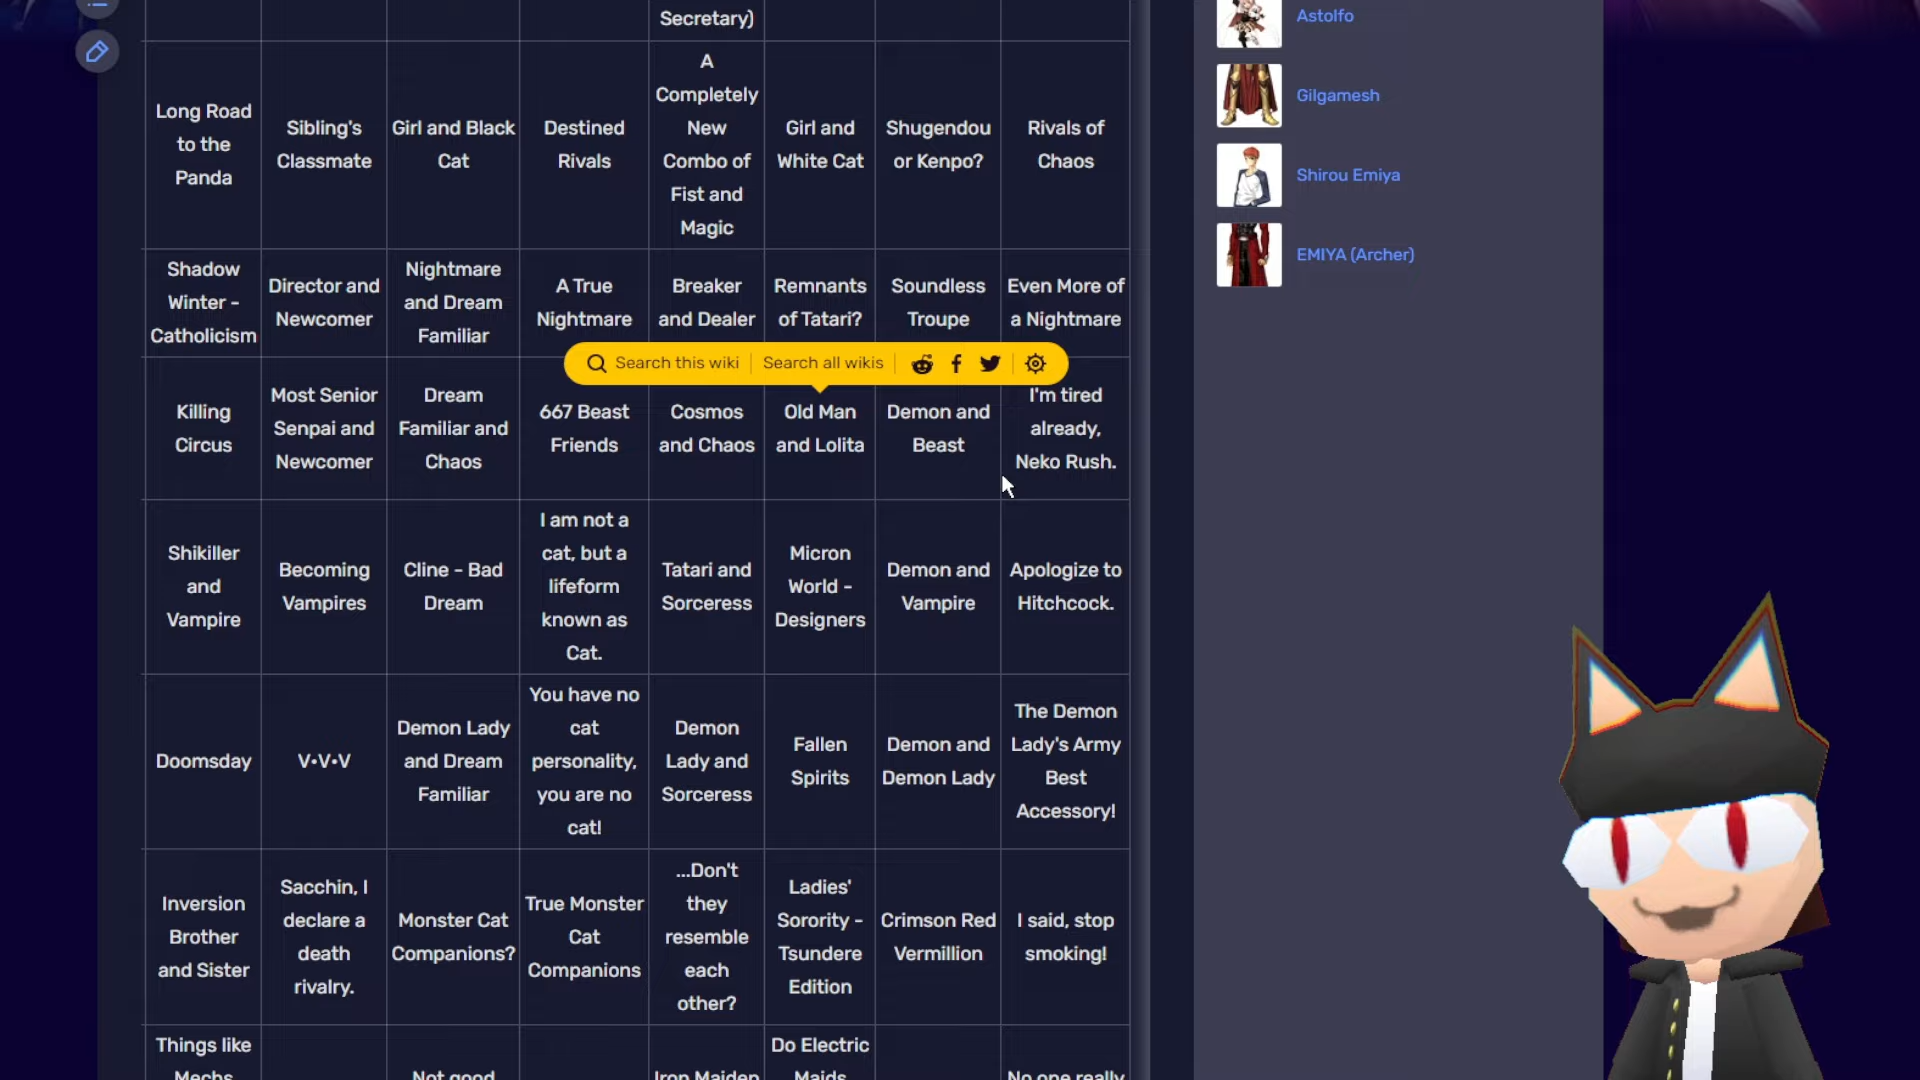 Secretary)
Long Road
to the
Panda
Sibling's
Classmate
Girl and Black
Cat
Destined
Rivals
A
Completely
New
Combo of
Fist and
Magic
Girl and
White Cat
Shugendou
or Kenpo?
Rivals of
Chaos
Shadow
Winter -
Catholicism
Director and
Newcomer
Nightmare
and Dream
Familiar
A True
Nightmare
Breaker
and Dealer
Remnants
of Tatari?
Soundless
Troupe
Even More of
a Nightmare
Search this wiki
Search all wikis
Killing
Circus
Most Senior
Senpai and
Newcomer
Dream
Familiar and
Chaos
667 Beast
Friends
Cosmos
and Chaos
Old Man
and Lolita
Demon and
Beast
I'm tired
already,
Neko Rush.
Shikiller
and
Vampire
Becoming
Vampires
Cline - Bad
Dream
I am not a
cat, but a
lifeform
known as
Cat.
Tatari and
Sorceress
Micron
World -
Designers
Demon and
Vampire
Apologize to
Hitchcock.
Doomsday
V•V•V
Demon Lady
and Dream
Familiar
You have no
cat
personality,
you are no
cat!
Demon
Lady and
Sorceress
Fallen
Spirits
Demon and
Demon Lady
The Demon
Lady's Army
Best
Accessory!
Inversion
Brother
and Sister
Sacchin, I
declare a
death
rivalry.
Monster Cat
Companions?
True Monster
Cat
Companions
...Don't
they
resemble
each
other?
Ladies'
Sorority -
Tsundere
Edition
Crimson Red
Vermillion
I said, stop
smoking!
Things like
Mechs
Not good
Iron Maiden
Do Electric
Maids
No one really
Astolfo
Gilgamesh
Shirou Emiya
EMIYA (Archer)